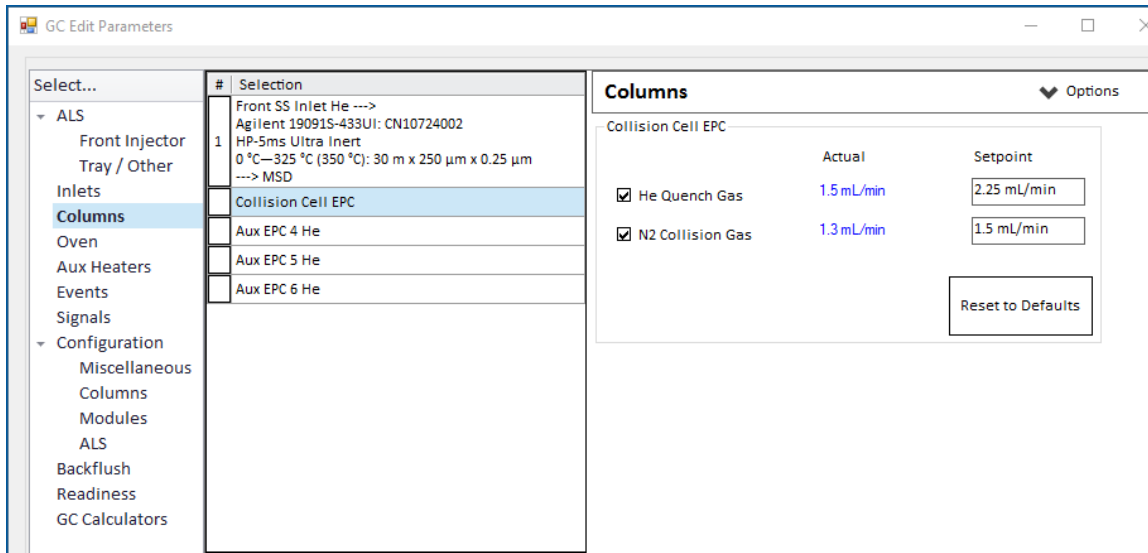 GC Edit Parameters
Select...
ALS
Front Injector
Tray / Other
Inlets
Columns
Oven
Aux Heaters
Events
Signals
Configuration
Miscellaneous
Columns
Modules
ALS
Backflush
Readiness
GC Calculators
# Selection
1
Front SS Inlet He --->
Agilent 19091S-433UI: CN10724002
HP-5ms Ultra Inert
0 °C—325 °C (350 °C): 30 m x 250 µm x 0.25 µm
---> MSD
Collision Cell EPC
Aux EPC 4 He
Aux EPC 5 He
Aux EPC 6 He
Columns Options
Collision Cell EPC
Actual Setpoint
He Quench Gas 1.5 mL/min 2.25 mL/min
N2 Collision Gas 1.3 mL/min 1.5 mL/min
Reset to Defaults